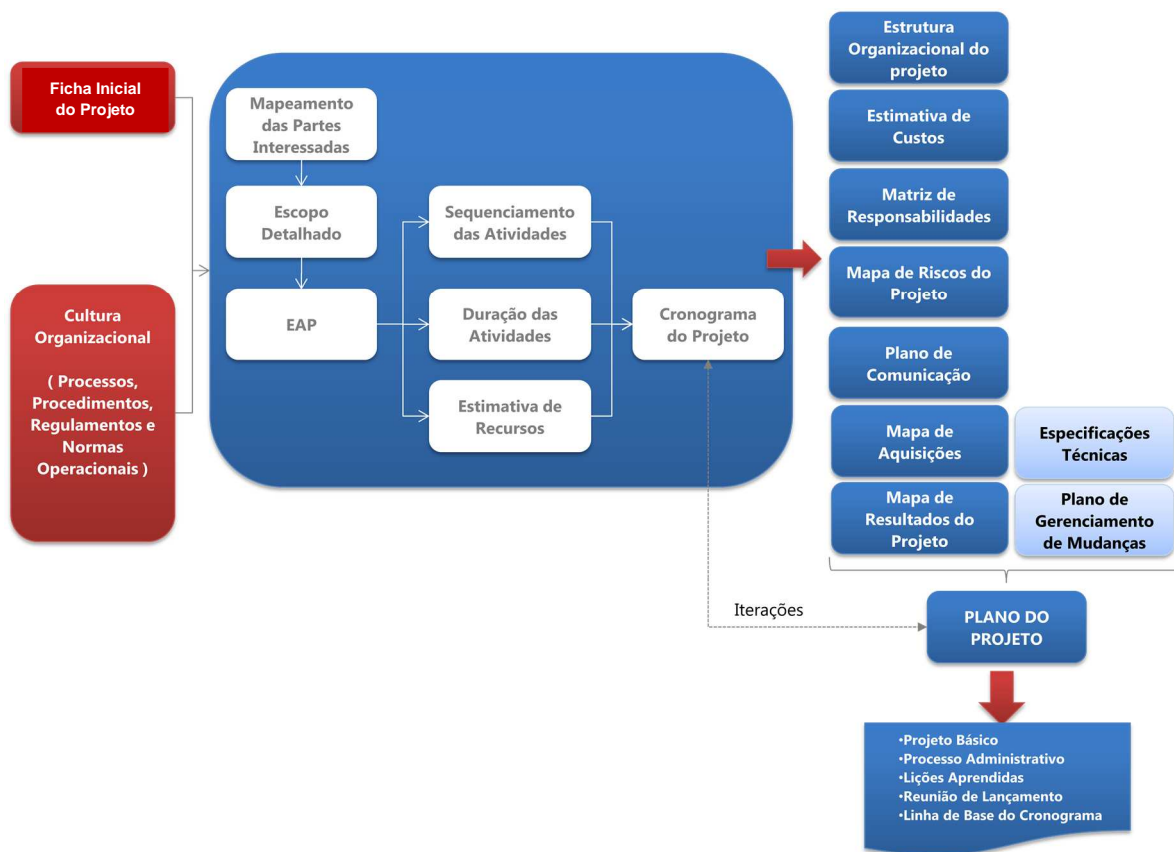 Ficha Inicial
do Projeto
Cultura
Organizacional
( Processos,
Procedimentos,
Regulamentos e
Normas
Operacionais )
Mapeamento
das Partes
Interessadas
Escopo
Detalhado
EAP
Sequenciamento
das Atividades
Duração das
Atividades
Estimativa de
Recursos
Cronograma
do Projeto
Estrutura
Organizacional do
projeto
Estimativa de
Custos
Matriz de
Responsabilidades
Mapa de Riscos do
Projeto
Plano de
Comunicação
Mapa de
Aquisições
Especificações
Técnicas
Mapa de
Resultados do
Projeto
Plano de
Gerenciamento
de Mudanças
Iterações
PLANO DO
PROJETO
•Projeto Básico
•Processo Administrativo
•Lições Aprendidas
•Reunião de Lançamento
•Linha de Base do Cronograma